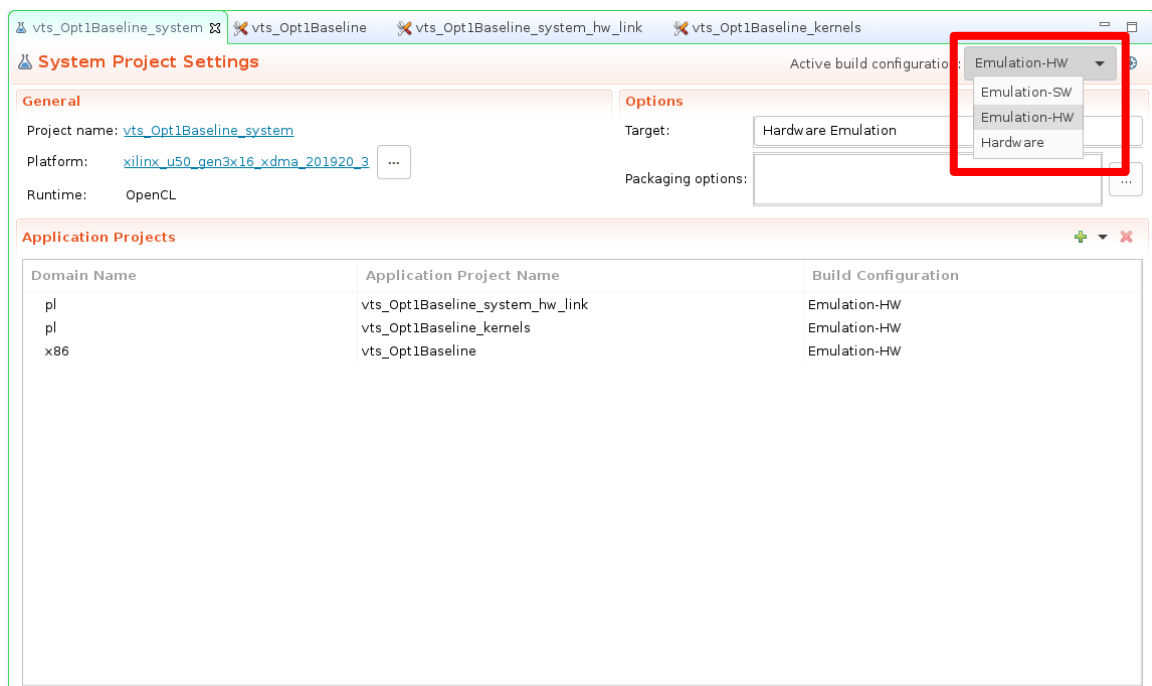 vts_Opt1Baseline_system vts_Opt1Baseline vts_Opt1Baseline_system_hw_link vts_Opt1Baseline_kernels
System Project Settings Active build configuration: Emulation-HW
Emulation-SW
Emulation-HW
Hardware
General Options
Project name: vts_Opt1Baseline_system Target: Hardware Emulation
Platform: xilinx_u50_gen3x16_xdma_201920_3 ...
Packaging options: ...
Runtime: OpenCL
Application Projects
Domain Name Application Project Name Build Configuration
pl vts_Opt1Baseline_system_hw_link Emulation-HW
pl vts_Opt1Baseline_kernels Emulation-HW
x86 vts_Opt1Baseline Emulation-HW